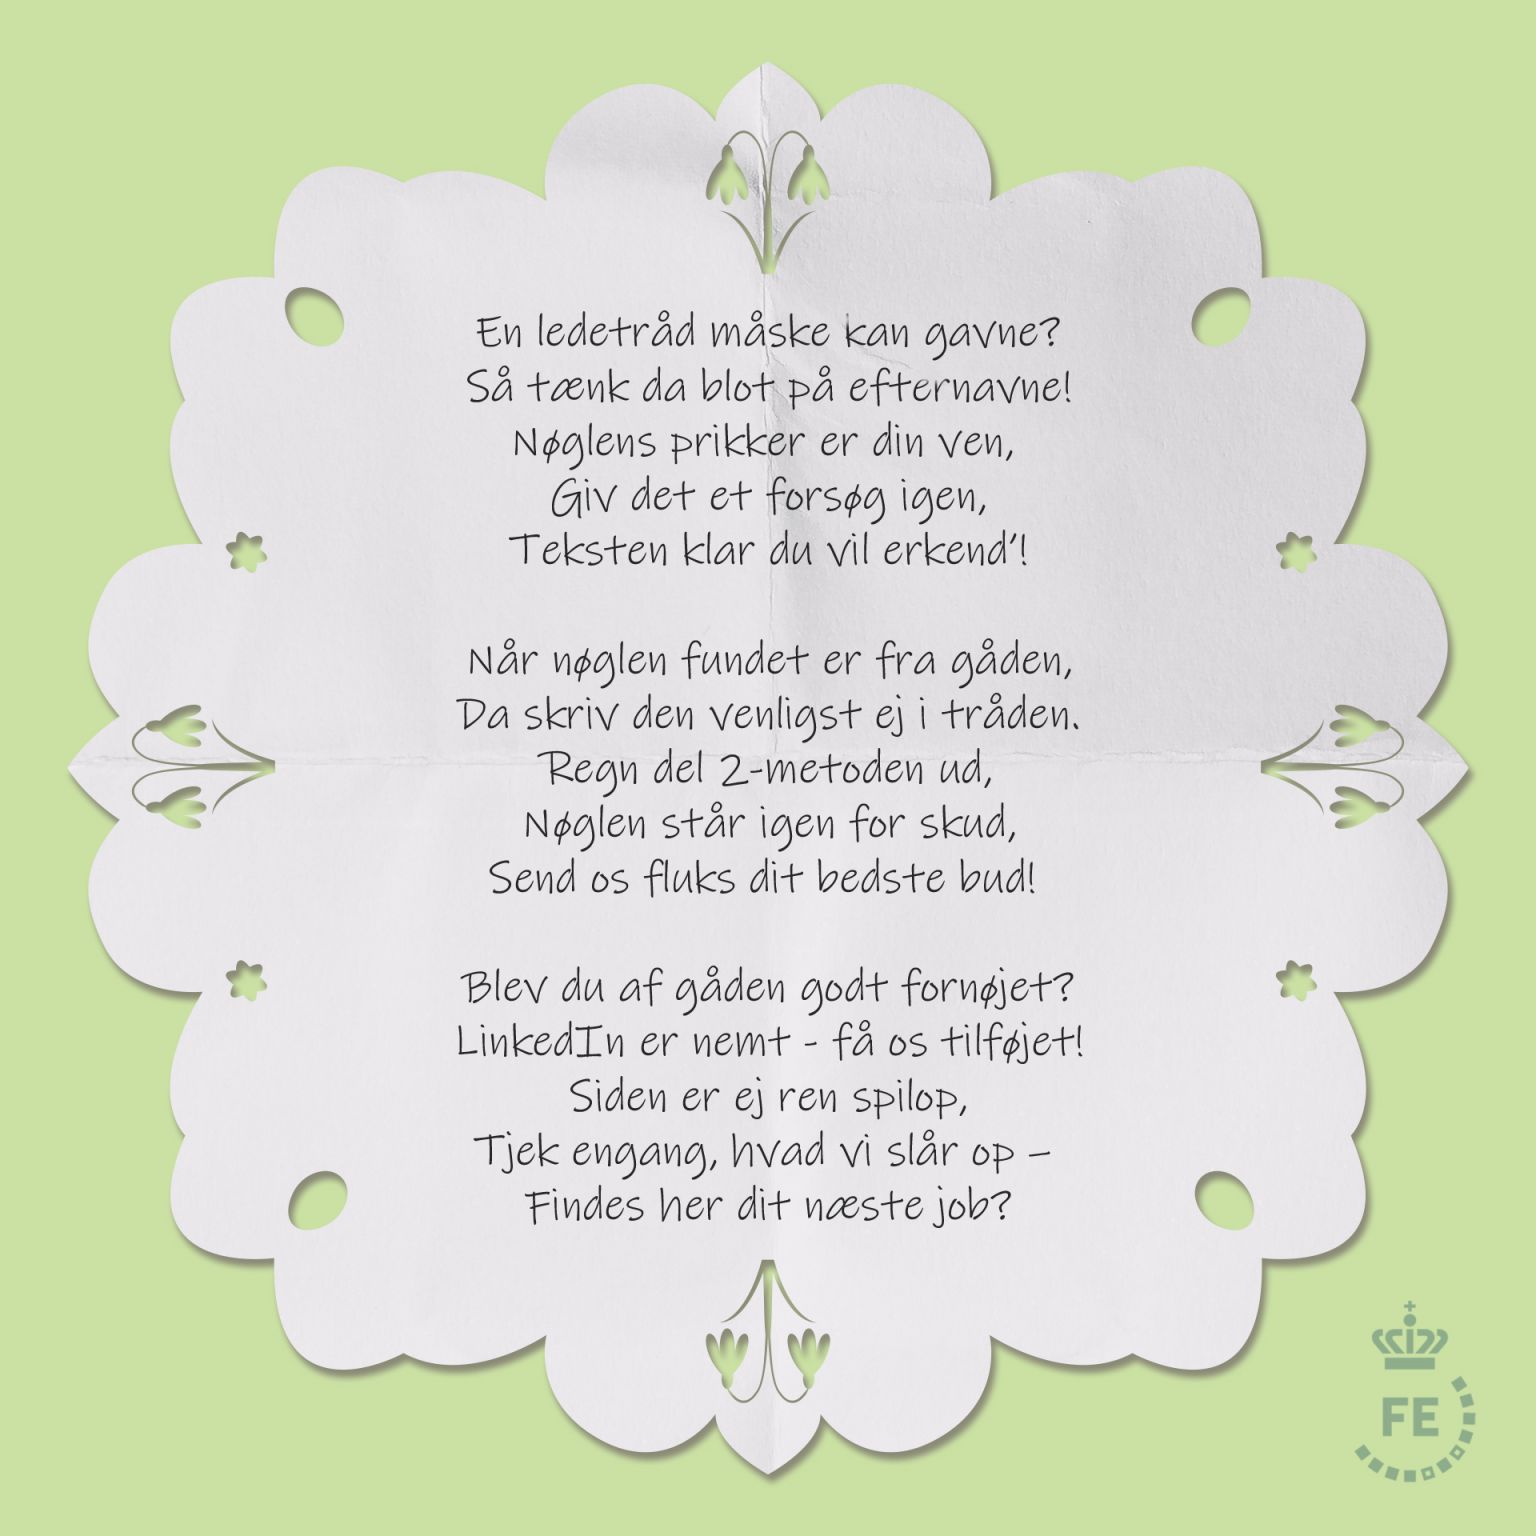 En ledetråd måske kan gavne?
Så tænk da blot på efternavne!
Nøglens prikker er din ven,
Giv det et forsøg igen,
Teksten klar du vil erkend'!
Når nøglen fundet er fra gåden,
Da skriv den venligst ej i tråden.
Regn del 2-metoden ud,
Nøglen står igen for skud,
Send os fluks dit bedste bud!
Blev du af gåden godt fornøjet?
LinkedIn er nemt - få os tilføjet!
Siden er ej ren spilop,
Tjek engang, hvad vi slår op –
Findes her dit næste job?
FE